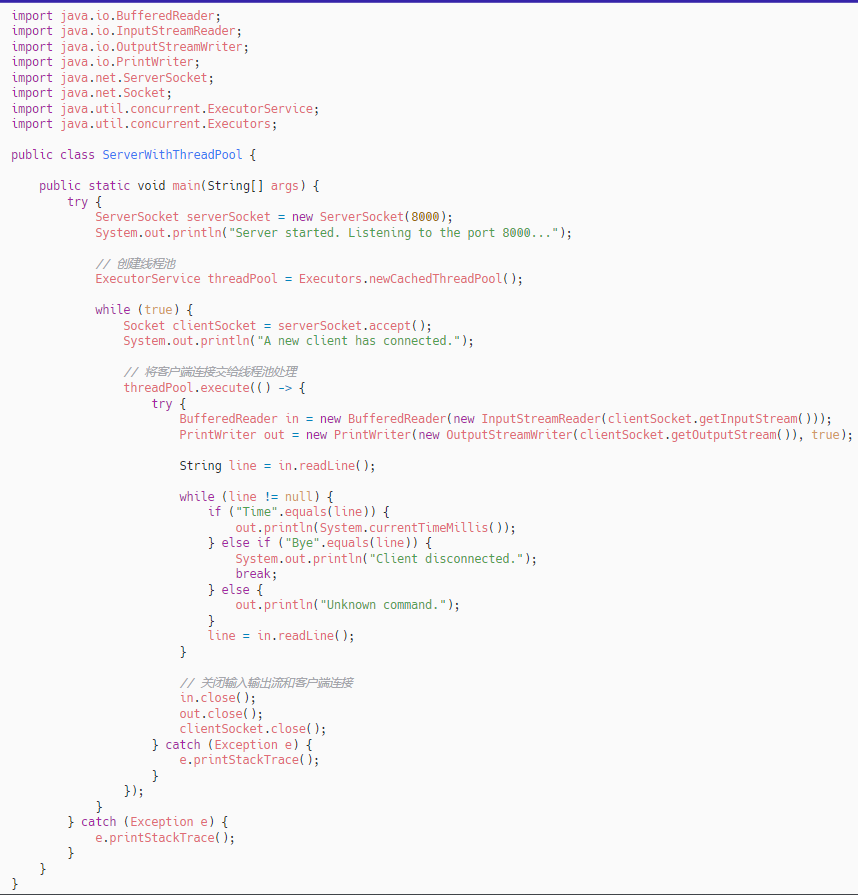 import java.io.BufferedReader;
import java.io.InputStreamReader;
import java.io.OutputStreamWriter;
import java.io.PrintWriter;
import java.net.ServerSocket;
import java.net.Socket;
import java.util.concurrent.ExecutorService;
import java.util.concurrent.Executors;

public class ServerWithThreadPool {

    public static void main(String[] args) {
        try {
            ServerSocket serverSocket = new ServerSocket(8000);
            System.out.println("Server started. Listening to the port 8000...");

            // 创建线程池
            ExecutorService threadPool = Executors.newCachedThreadPool();

            while (true) {
                Socket clientSocket = serverSocket.accept();
                System.out.println("A new client has connected.");

                // 将客户端连接交给线程池处理
                threadPool.execute(() -> {
                    try {
                        BufferedReader in = new BufferedReader(new InputStreamReader(clientSocket.getInputStream()));
                        PrintWriter out = new PrintWriter(new OutputStreamWriter(clientSocket.getOutputStream()), true);

                        String line = in.readLine();

                        while (line != null) {
                            if ("Time".equals(line)) {
                                out.println(System.currentTimeMillis());
                            } else if ("Bye".equals(line)) {
                                System.out.println("Client disconnected.");
                                break;
                            } else {
                                out.println("Unknown command.");
                            }
                            line = in.readLine();
                        }

                        // 关闭输入输出流和客户端连接
                        in.close();
                        out.close();
                        clientSocket.close();
                    } catch (Exception e) {
                        e.printStackTrace();
                    }
                });
            }
        } catch (Exception e) {
            e.printStackTrace();
        }
    }
}